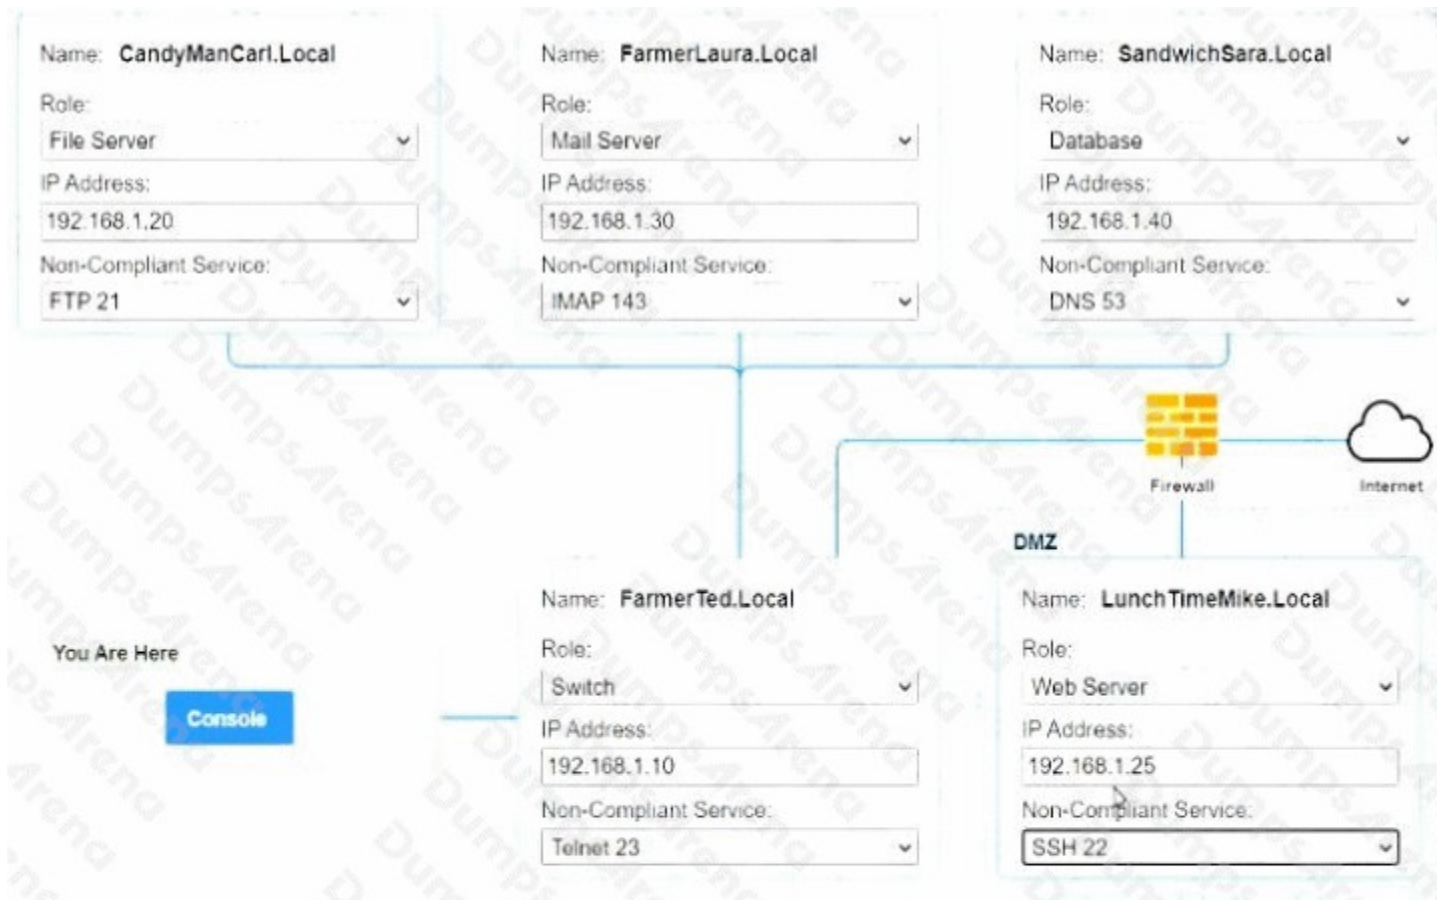 Name: CandyManCarl.Local
Role:
File Server
IP Address:
192.168.1.20
Non-Compliant Service:
FTP 21
Name: FarmerLaura.Local
Role:
Mail Server
IP Address:
192.168.1.30
Non-Compliant Service:
IMAP 143
Name: SandwichSara.Local
Role:
Database
IP Address:
192.168.1.40
Non-Compliant Service:
DNS 53
Firewall
Internet
You Are Here
Console
Name: FarmerTed.Local
Role:
Switch
IP Address:
192.168.1.10
Non-Compliant Service:
Telnet 23
DMZ
Name: LunchTimeMike.Local
Role:
Web Server
IP Address:
192.168.1.25
Non-Compliant Service:
SSH 22
DumpsArena